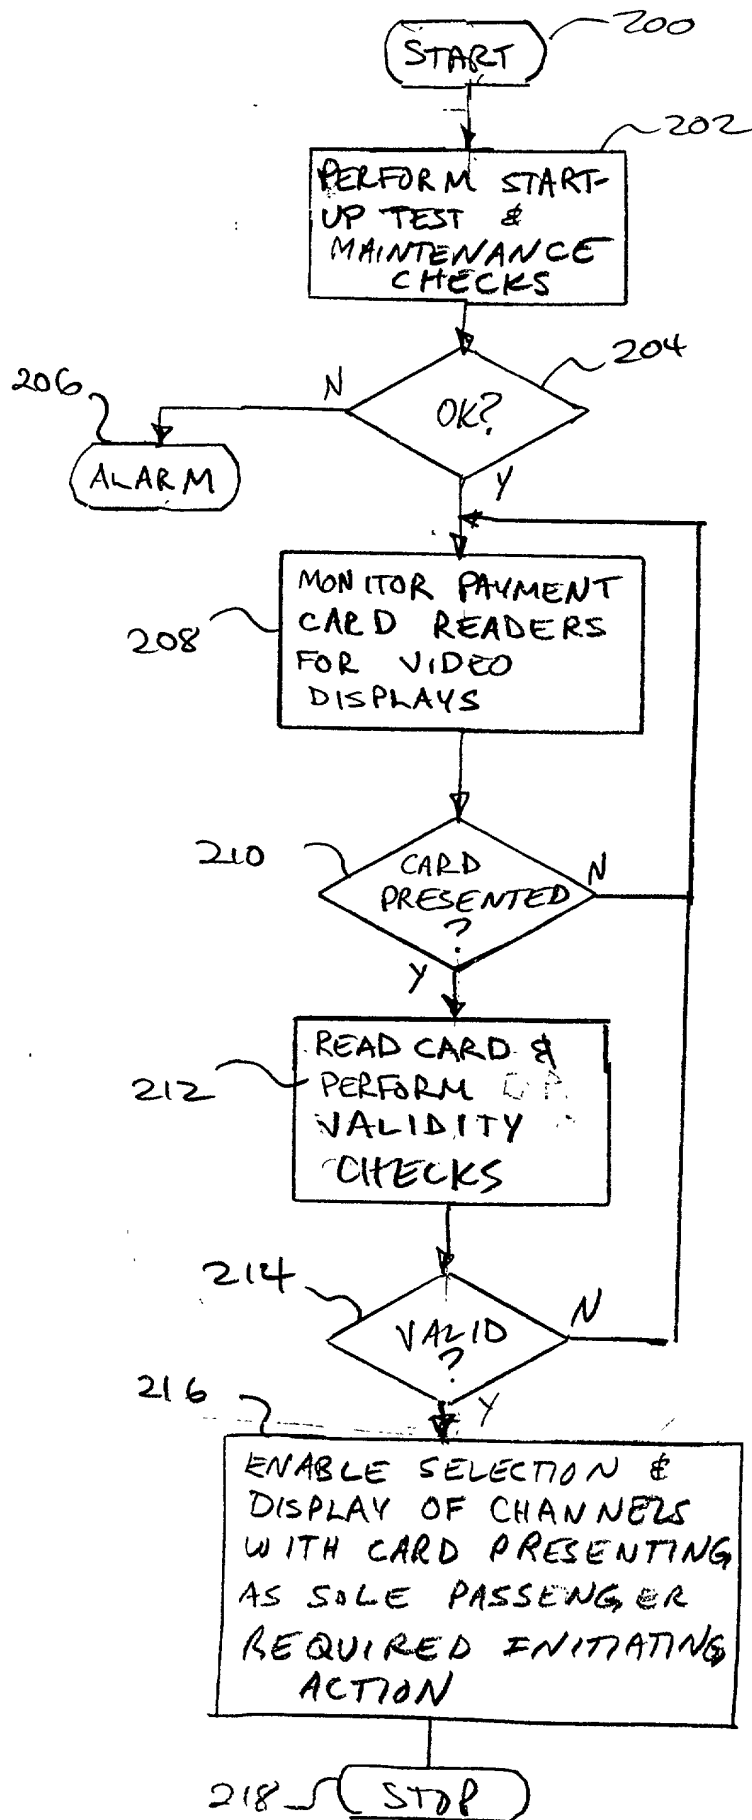 START
200
202
PERFORM START-
UP TEST &
MAINTENANCE
CHECKS
204
206
N
OK?
ALARM
Y
MONITOR PAYMENT
CARD READERS
FOR VIDEO
DISPLAYS
208
210
CARD
PRESENTED
?
N
Y
READ CARD &
PERFORM
VALIDITY
CHECKS
212
214
VALID
?
N
216
Y
ENABLE SELECTION &
DISPLAY OF CHANNELS
WITH CARD PRESENTING
AS SOLE PASSENGER
REQUIRED INITIATING
ACTION
218
STOP